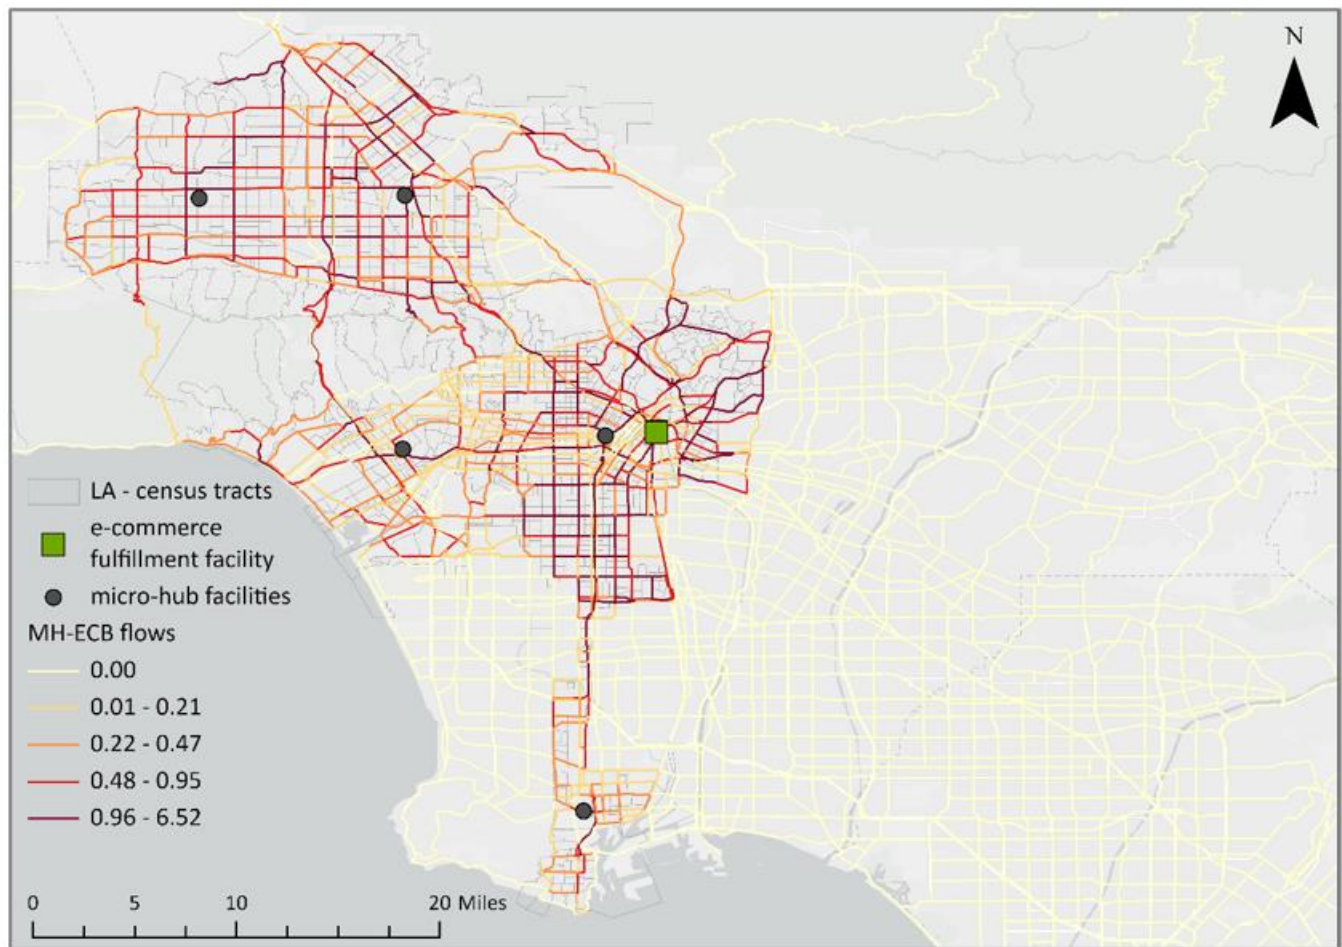 N
LA - census tracts
e-commerce
fulfillment facility
micro-hub facilities
MH-ECB flows
0.00
0.01 - 0.21
0.22 - 0.47
0.48 - 0.95
0.96 - 6.52
0 5 10 20 Miles